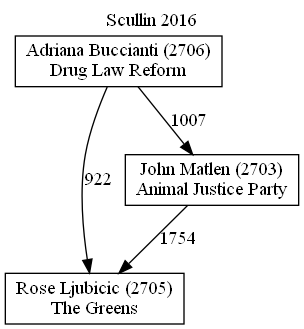 Scullin 2016
Adriana Buccianti (2706)
Drug Law Reform
1007
John Matlen (2703)
Animal Justice Party
922
1754
Rose Ljubicic (2705)
The Greens